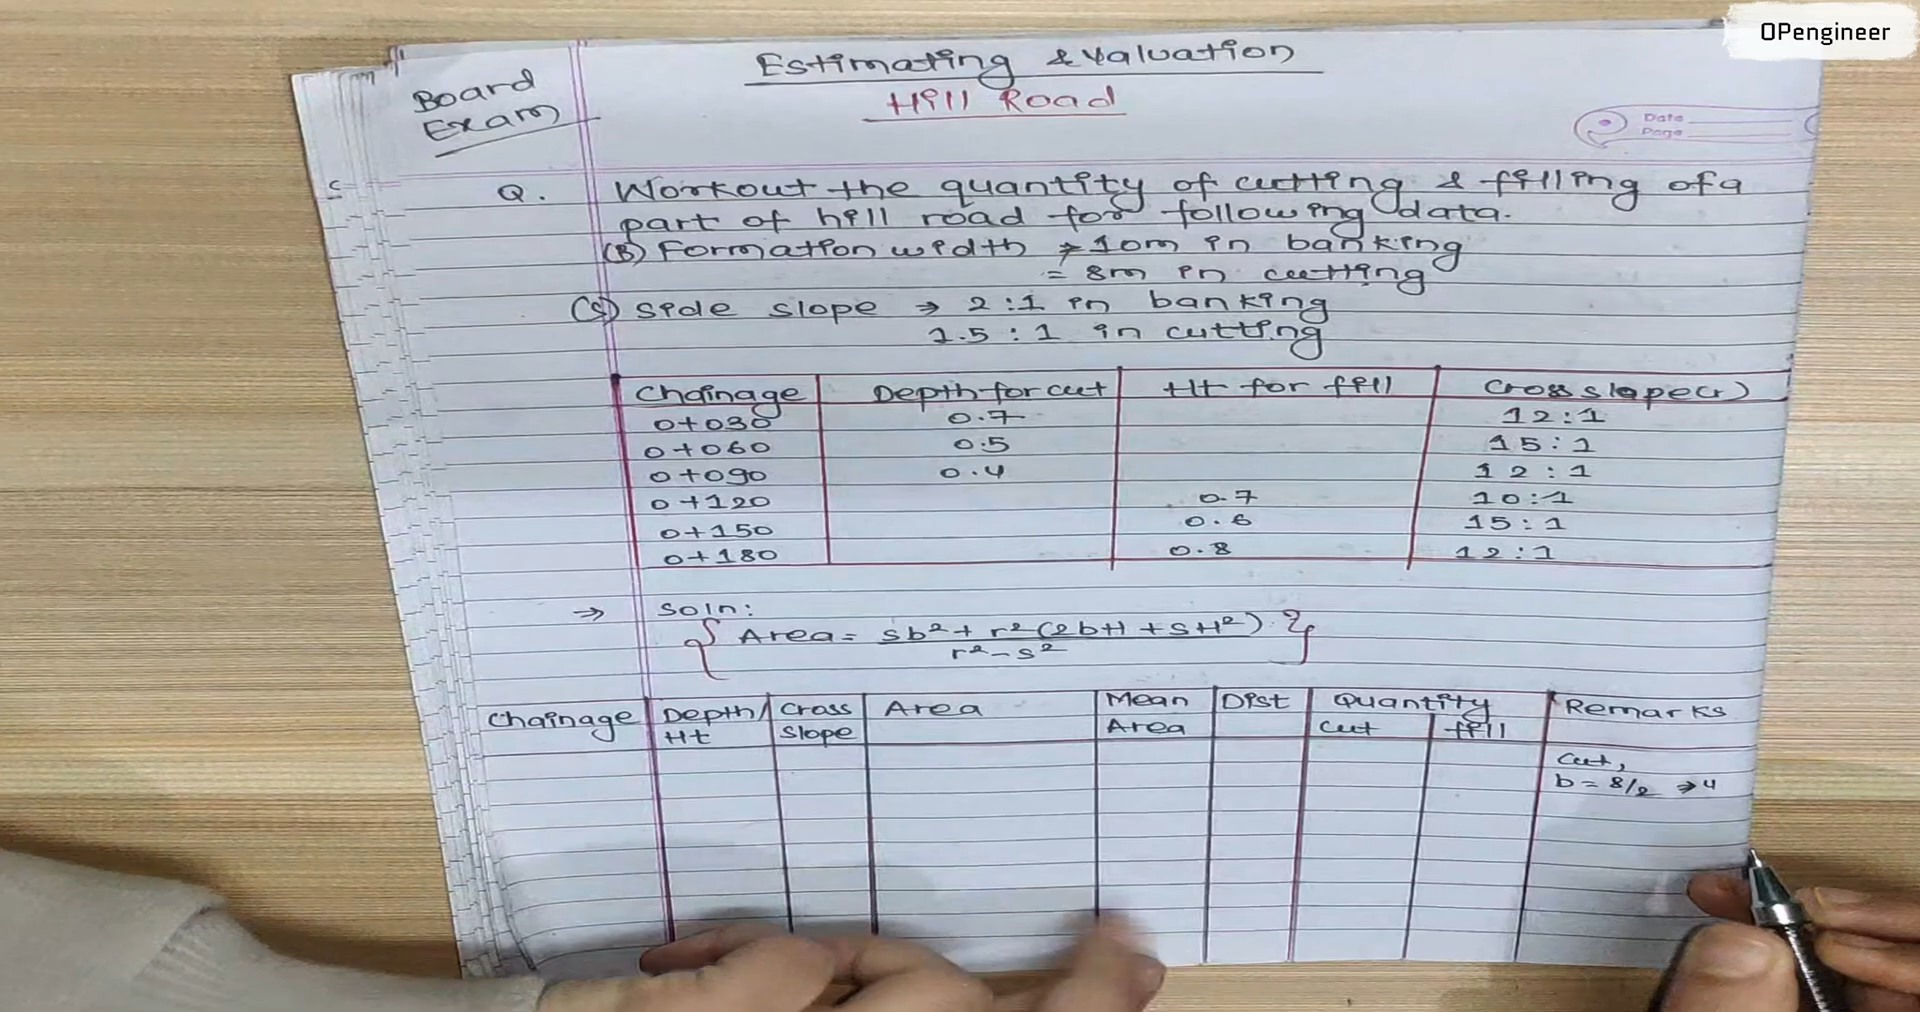 OPengineer
Board
Exam
Estimating & Valuation
Hill Road
Date
Page
Q. Workout the quantity of cutting & filling of a
part of hill road for following data.
(B) Formation width → 10m in banking
= 8m in cutting
(S) Side slope → 2:1 in banking
1.5:1 in cutting
Chainage Depth for cut Ht for fill Cross slope(r)
0+030 0.7 12:1
0+060 0.5 15:1
0+090 0.4 12:1
0+120 0.7 10:1
0+150 0.6 15:1
0+180 0.8 12:1
⇒ Soln:
{ Area = sb²+ r²(2bH + sH²) }
r²-s²
Chainage Depth/ Cross Area Mean Dist Quantity Remarks
Ht Slope Area Cut fill
Cut,
b = 8/2 ⇒ 4